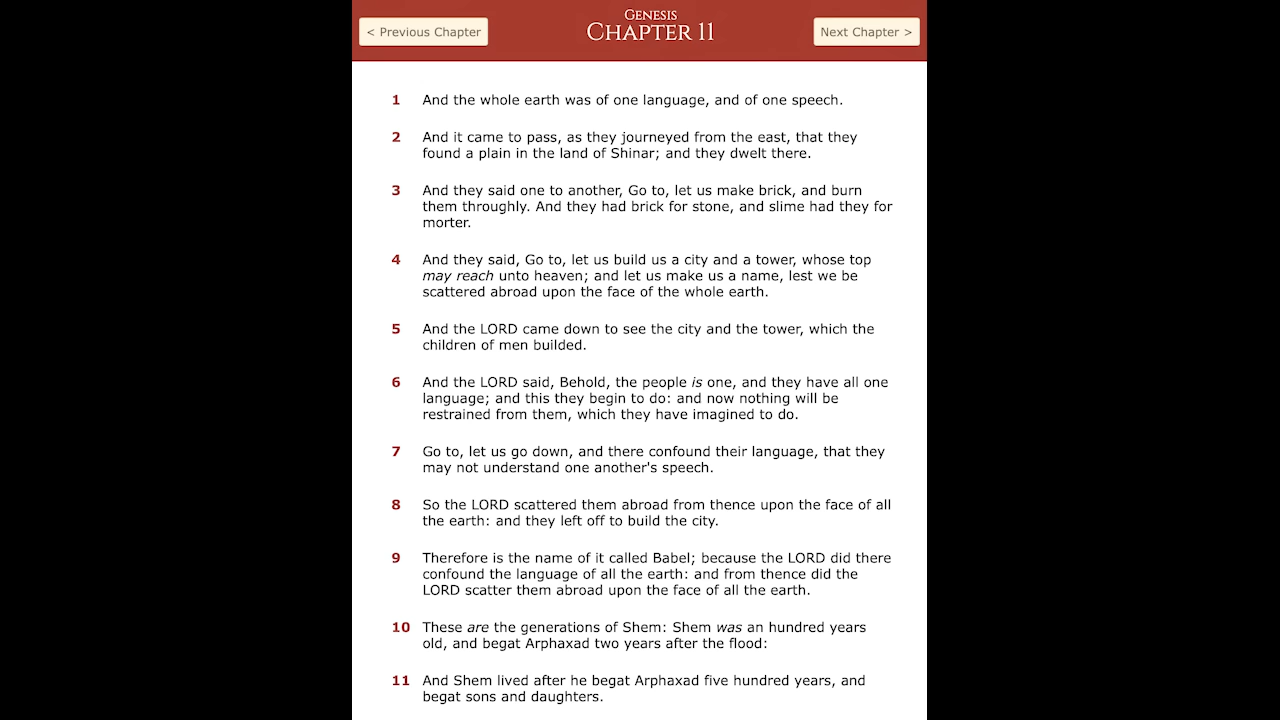 Genesis
Chapter 11
< Previous Chapter
Next Chapter >
1 And the whole earth was of one language, and of one speech.
2 And it came to pass, as they journeyed from the east, that they
found a plain in the land of Shinar; and they dwelt there.
3 And they said one to another, Go to, let us make brick, and burn
them throughly. And they had brick for stone, and slime had they for
morter.
4 And they said, Go to, let us build us a city and a tower, whose top
may reach unto heaven; and let us make us a name, lest we be
scattered abroad upon the face of the whole earth.
5 And the LORD came down to see the city and the tower, which the
children of men builded.
6 And the LORD said, Behold, the people is one, and they have all one
language; and this they begin to do: and now nothing will be
restrained from them, which they have imagined to do.
7 Go to, let us go down, and there confound their language, that they
may not understand one another's speech.
8 So the LORD scattered them abroad from thence upon the face of all
the earth: and they left off to build the city.
9 Therefore is the name of it called Babel; because the LORD did there
confound the language of all the earth: and from thence did the
LORD scatter them abroad upon the face of all the earth.
10 These are the generations of Shem: Shem was an hundred years
old, and begat Arphaxad two years after the flood:
11 And Shem lived after he begat Arphaxad five hundred years, and
begat sons and daughters.